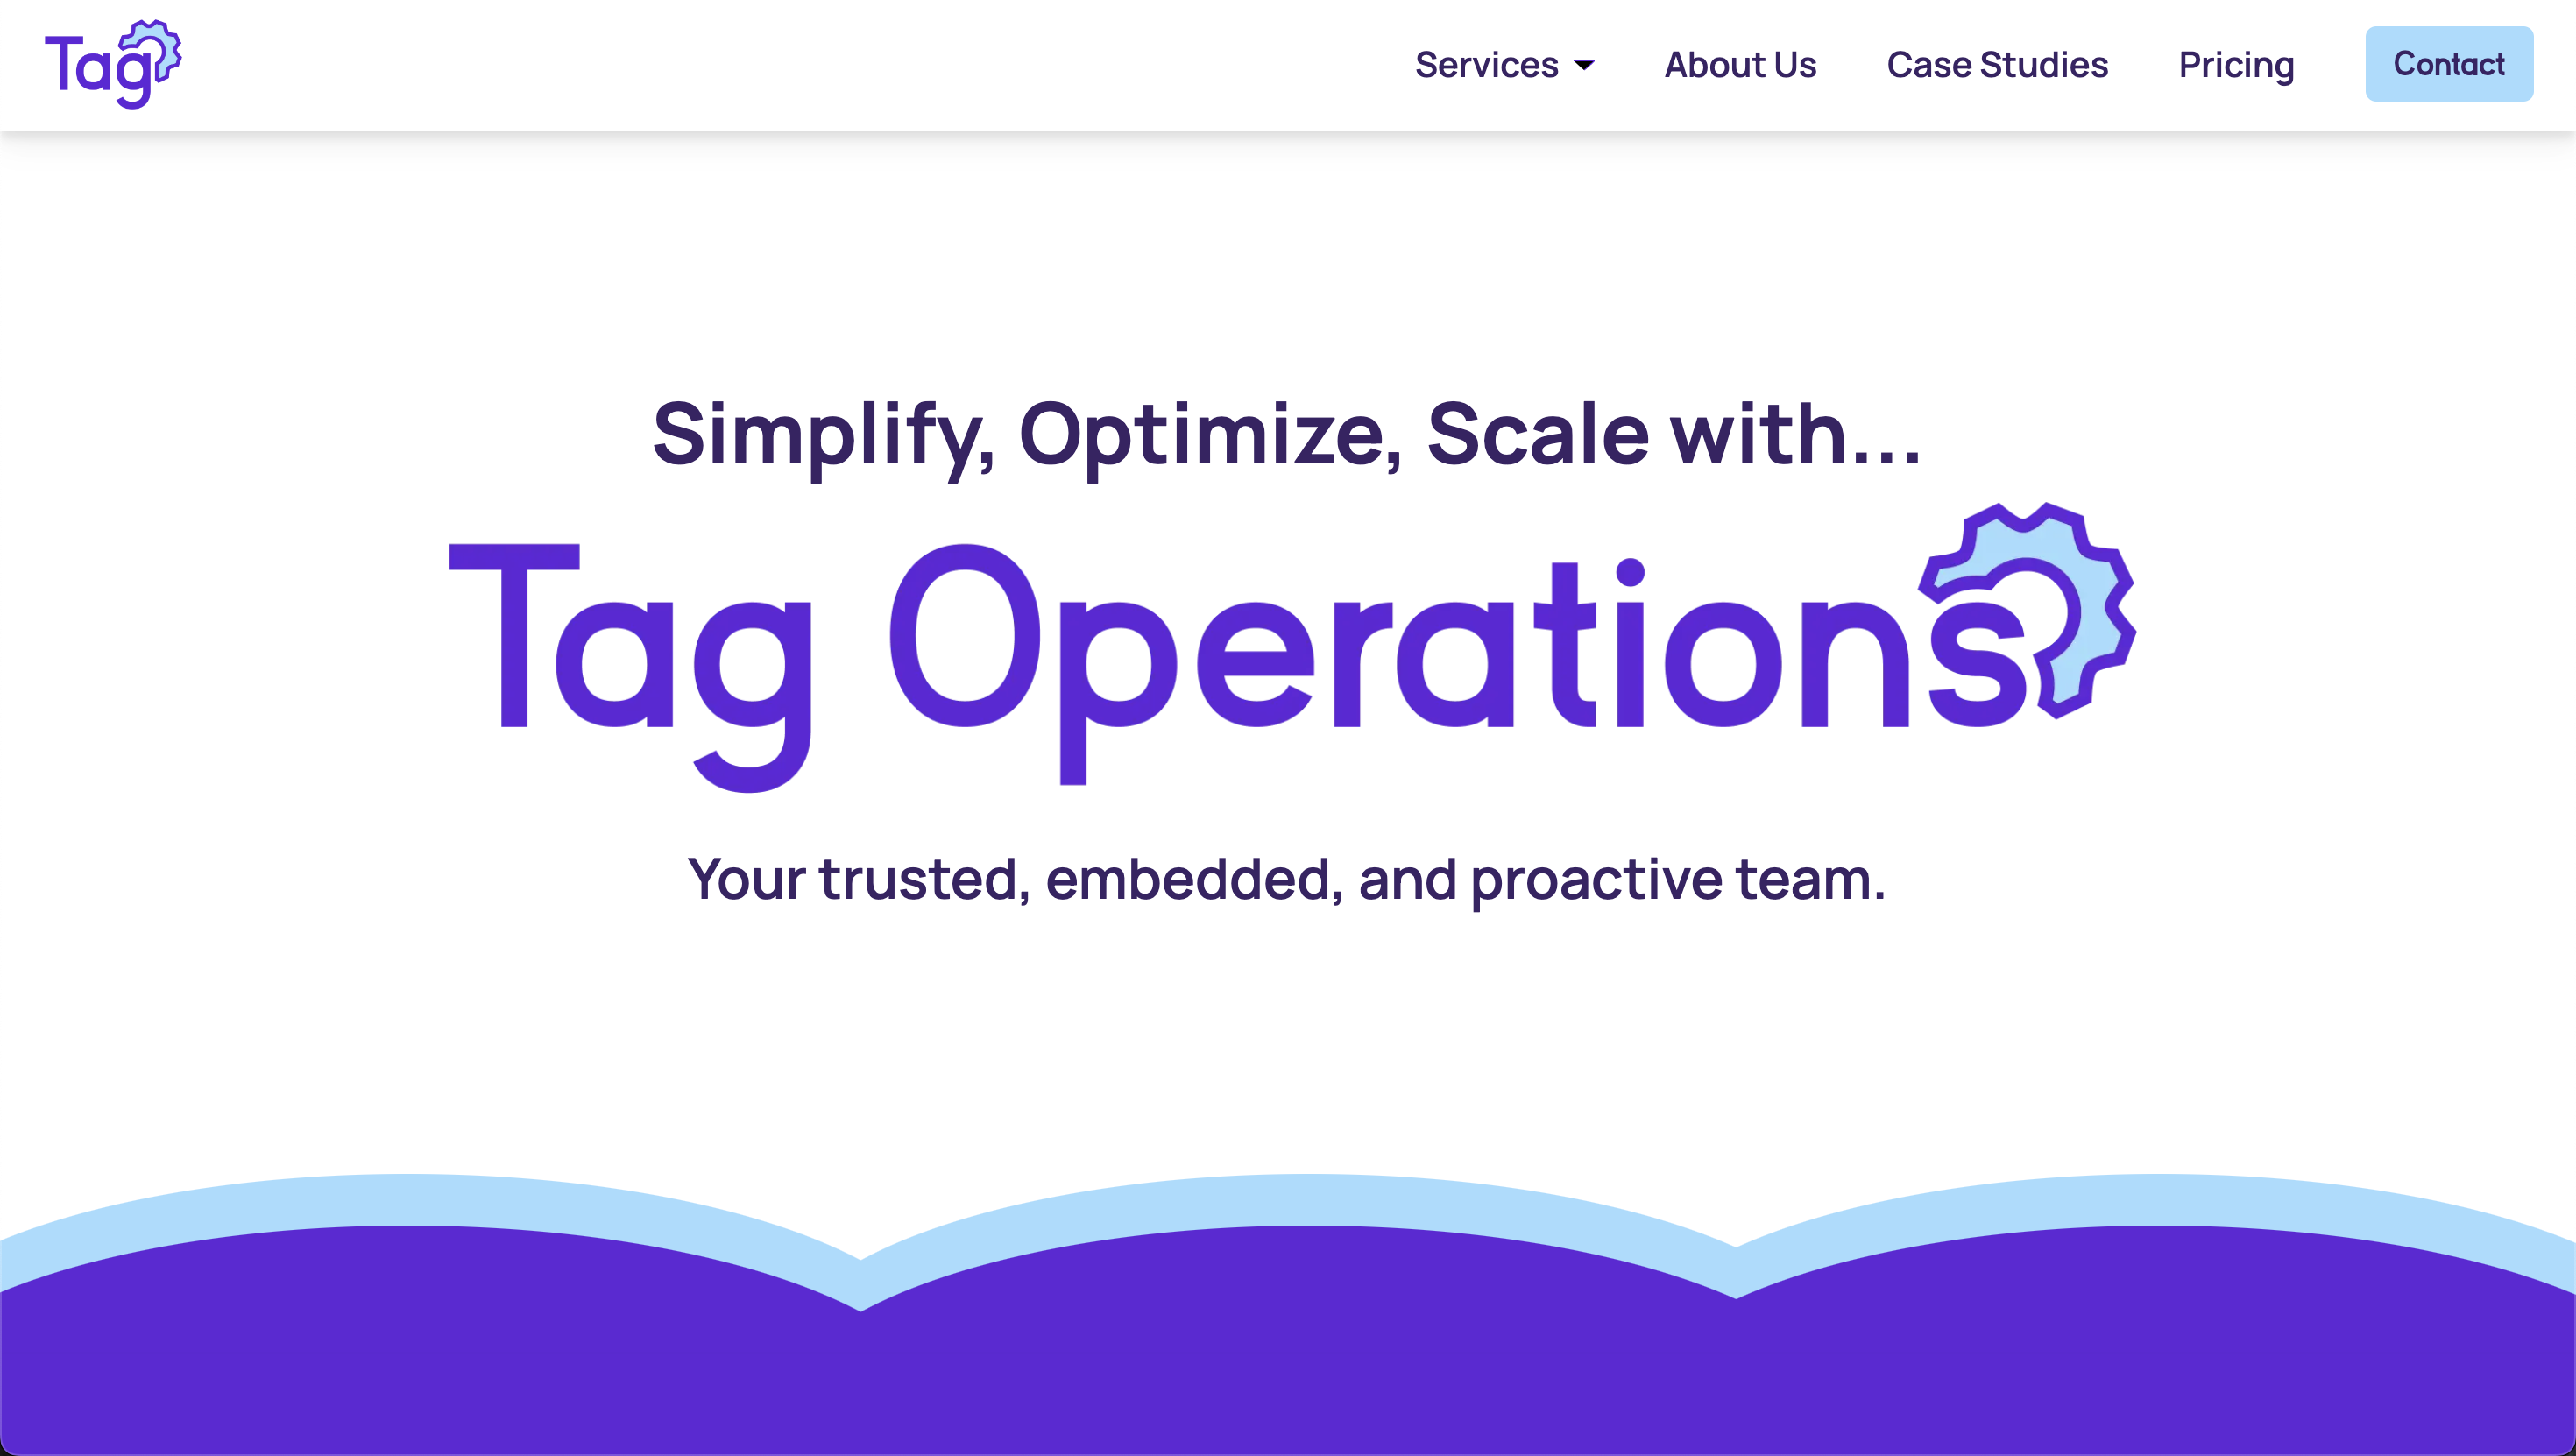 Tag
Services
About Us
Case Studies
Pricing
Contact
Simplify, Optimize, Scale with...
Tag Operations
Your trusted, embedded, and proactive team.